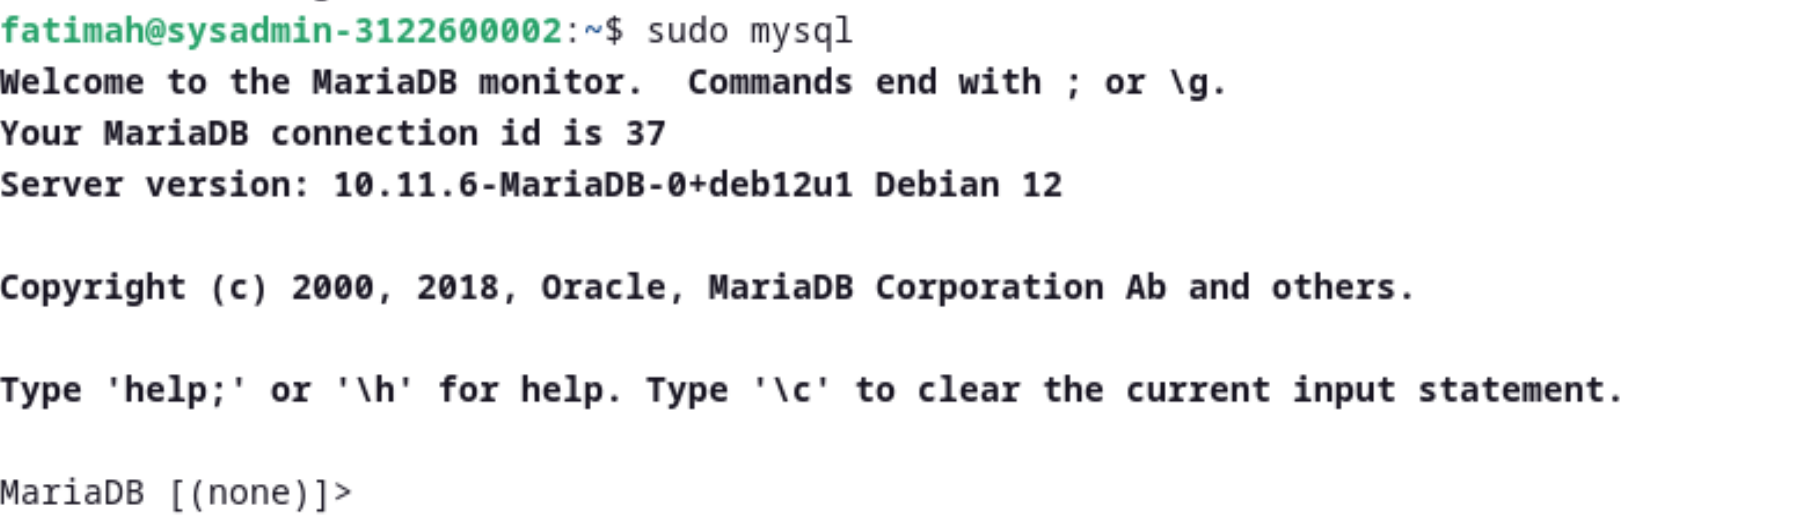 fatimah@sysadmin-3122600002:~$ sudo mysql
Welcome to the MariaDB monitor.  Commands end with ; or \g.
Your MariaDB connection id is 37
Server version: 10.11.6-MariaDB-0+deb12u1 Debian 12
Copyright (c) 2000, 2018, Oracle, MariaDB Corporation Ab and others.
Type 'help;' or '\h' for help. Type '\c' to clear the current input statement.
MariaDB [(none)]>